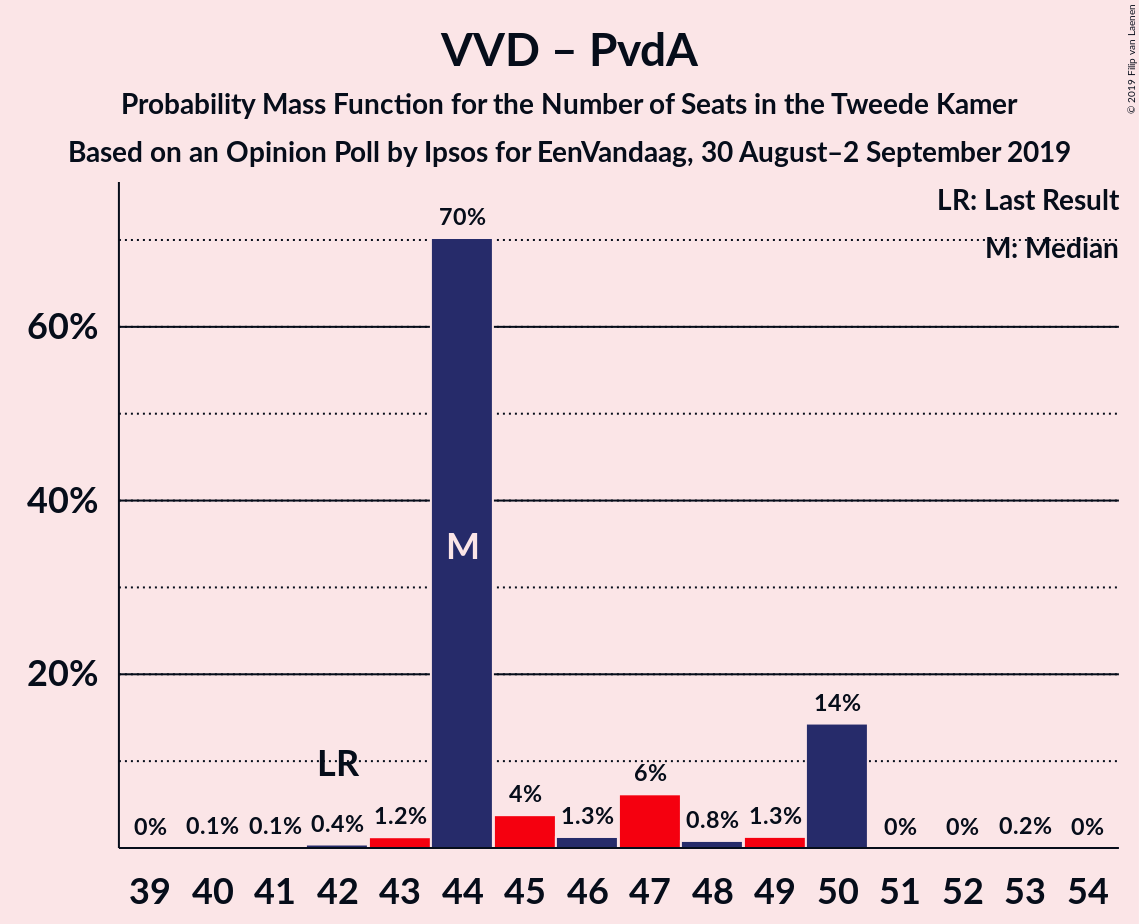 VVD – PvdA
Probability Mass Function for the Number of Seats in the Tweede Kamer
Based on an Opinion Poll by Ipsos for EenVandaag, 30 August–2 September 2019
© 2019 Filip van Laenen
LR: Last Result
M: Median
70%
60%
40%
M
20%
14%
LR
6%
4%
0% 0.1% 0.1% 0.4% 1.2% 1.3% 0.8% 1.3% 0% 0% 0.2% 0%
39 40 41 42 43 44 45 46 47 48 49 50 51 52 53 54